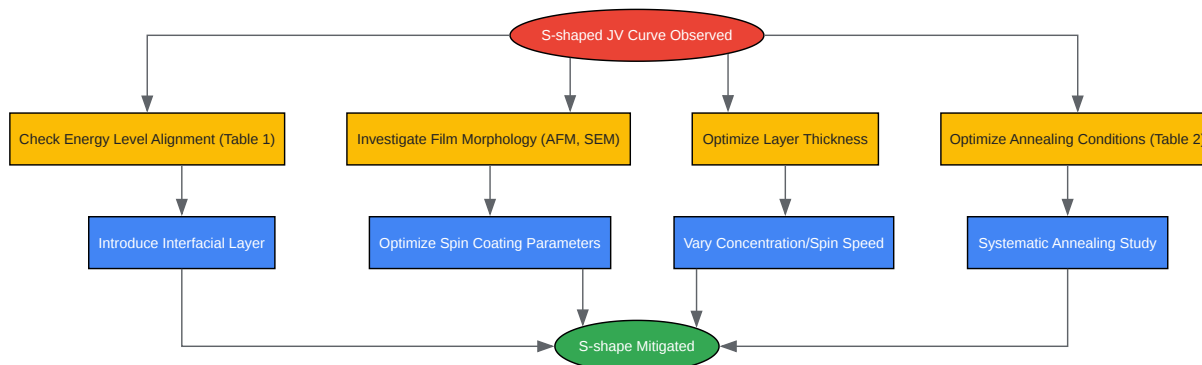 S-shaped JV Curve Observed
Check Energy Level Alignment (Table 1)
Investigate Film Morphology (AFM, SEM)
Optimize Layer Thickness
Optimize Annealing Conditions (Table 2)
Introduce Interfacial Layer
Optimize Spin Coating Parameters
Vary Concentration/Spin Speed
Systematic Annealing Study
S-shape Mitigated